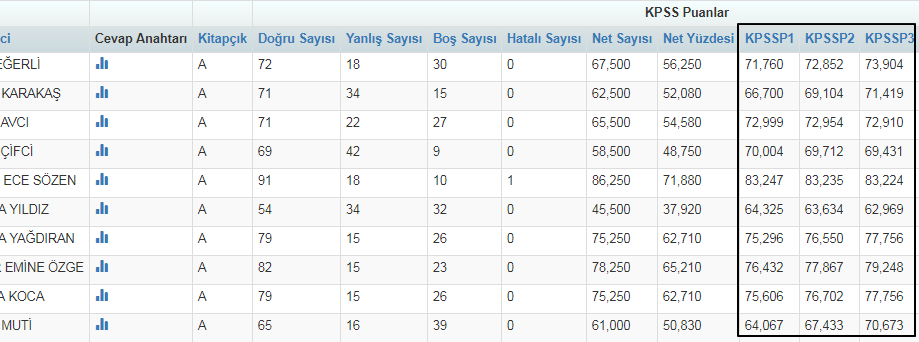 KPSS Puanlar
ci Cevap Anahtarı Kitapçık Doğru Sayısı Yanlış Sayısı Boş Sayısı Hatalı Sayısı Net Sayısı Net Yüzdesi KPSSP1 KPSSP2 KPSSP3
EĞERLİ A 72 18 30 0 67,500 56,250 71,760 72,852 73,904
KARAKAŞ A 71 34 15 0 62,500 52,080 66,700 69,104 71,419
AVCI A 71 22 27 0 65,500 54,580 72,999 72,954 72,910
ÇİFCİ A 69 42 9 0 58,500 48,750 70,004 69,712 69,431
ECE SÖZEN A 91 18 10 1 86,250 71,880 83,247 83,235 83,224
A YILDIZ A 54 34 32 0 45,500 37,920 64,325 63,634 62,969
A YAĞDIRAN A 79 15 26 0 75,250 62,710 75,296 76,550 77,756
EMİNE ÖZGE A 82 15 23 0 78,250 65,210 76,432 77,867 79,248
A KOCA A 79 15 26 0 75,250 62,710 75,606 76,702 77,756
MUTİ A 65 16 39 0 61,000 50,830 64,067 67,433 70,673